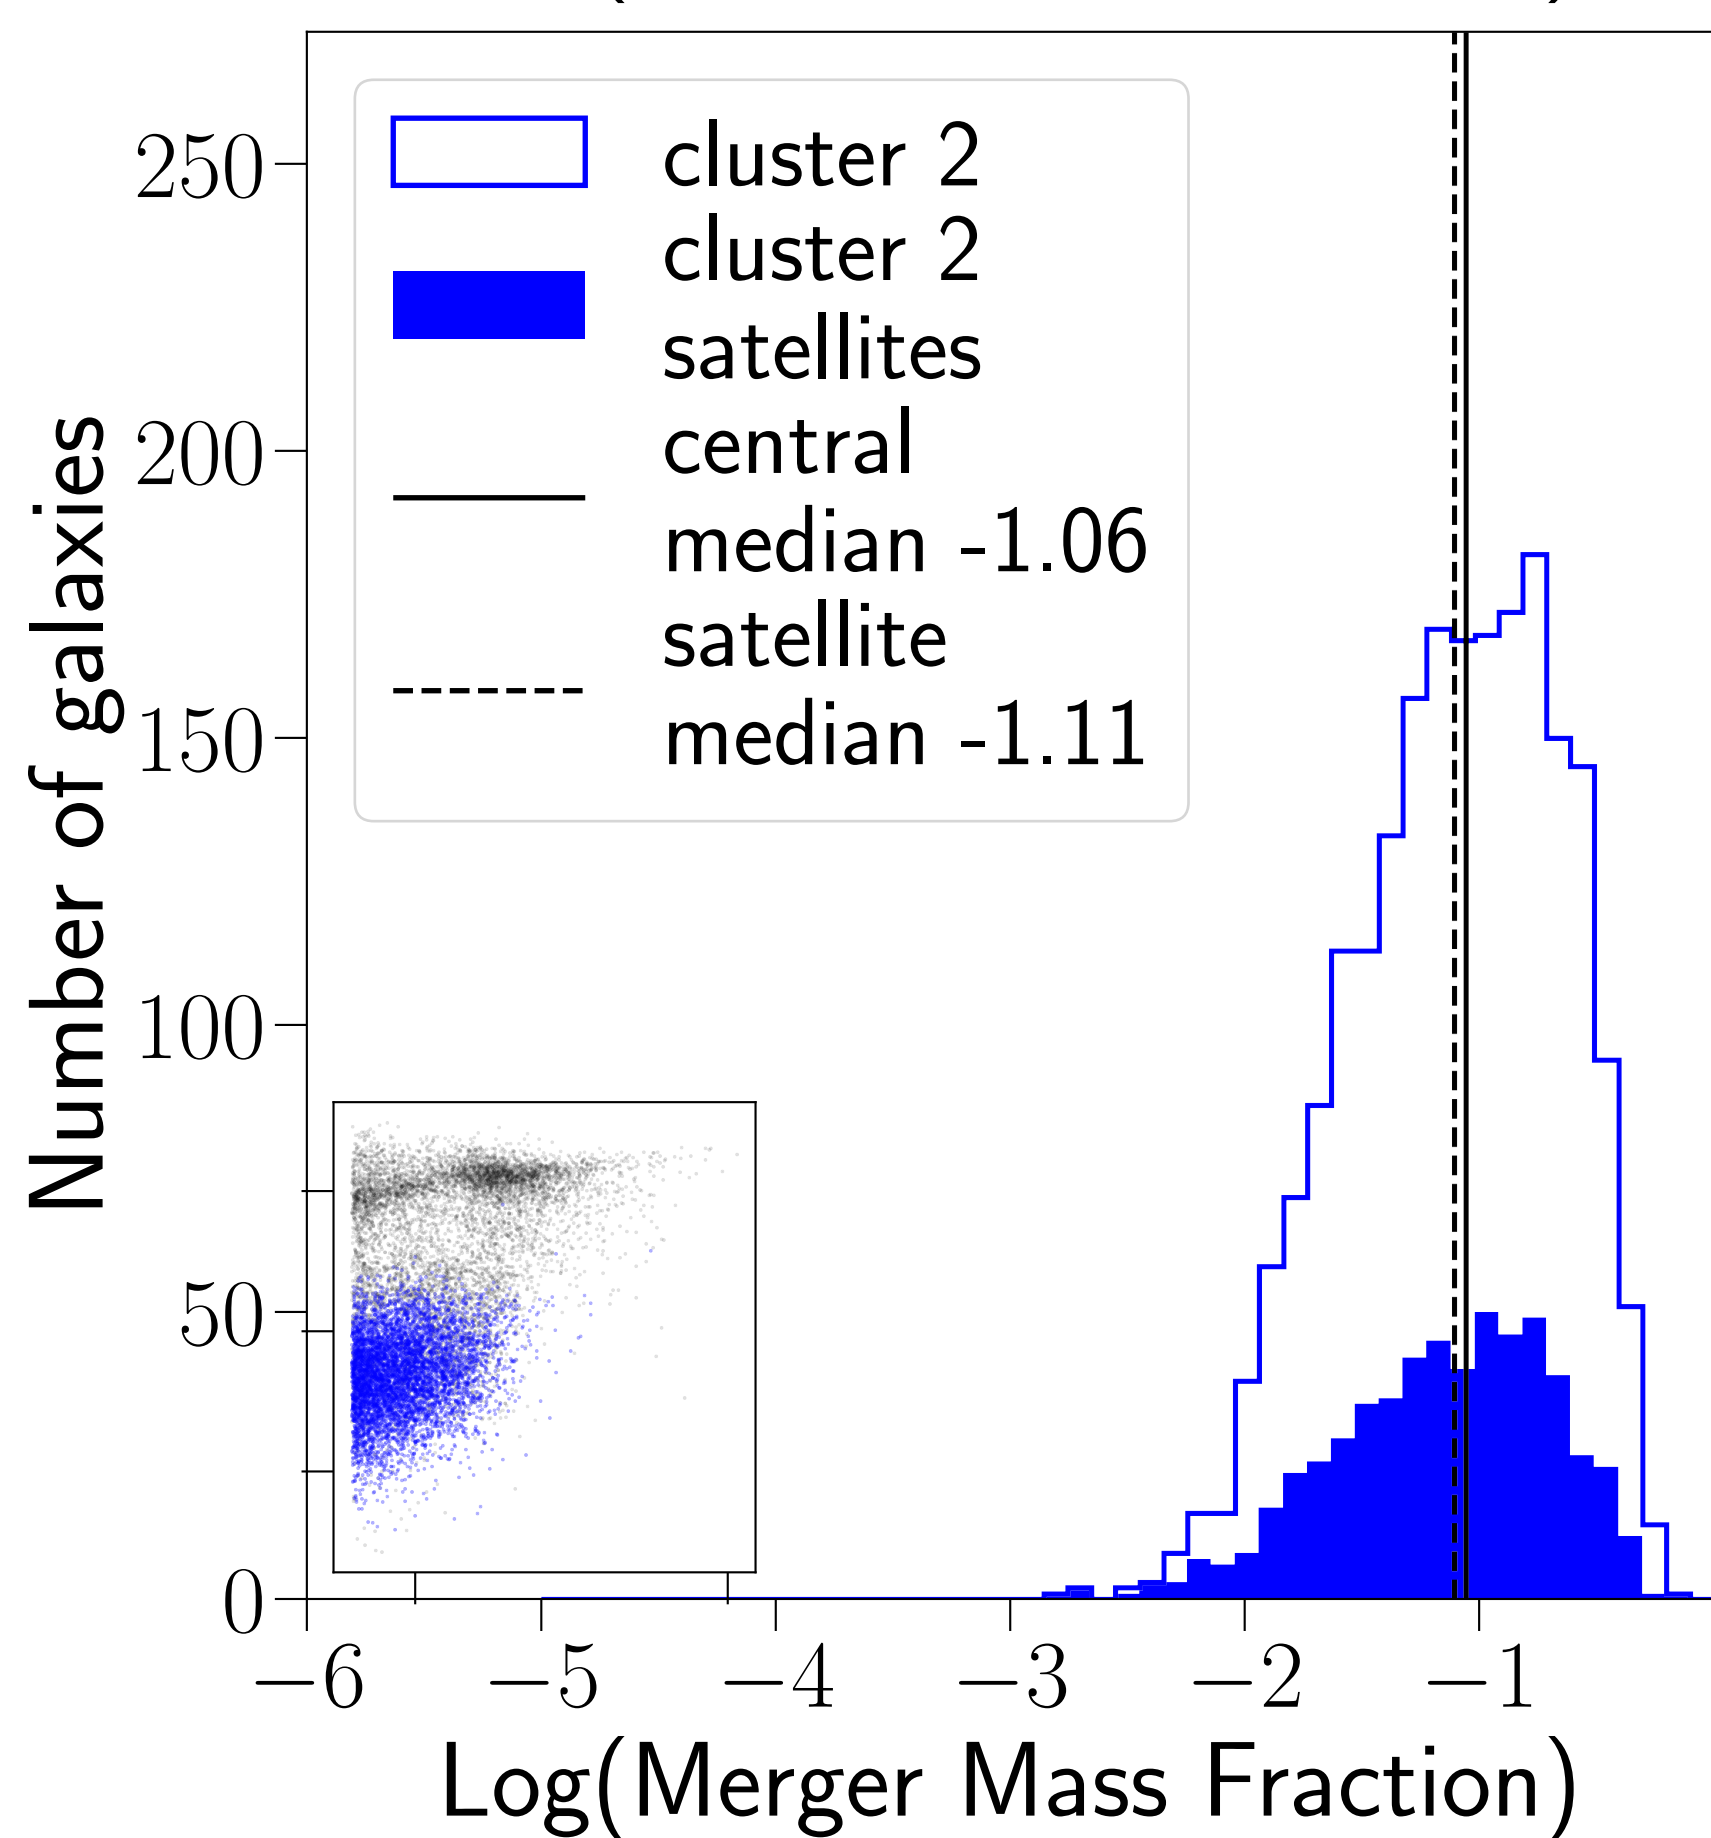 cluster 2
cluster 2
satellites
central
median -1.06
satellite
median -1.11
Number of galaxies
250
200
150
100
50
0
−6 −5 −4 −3 −2 −1
Log(Merger Mass Fraction)